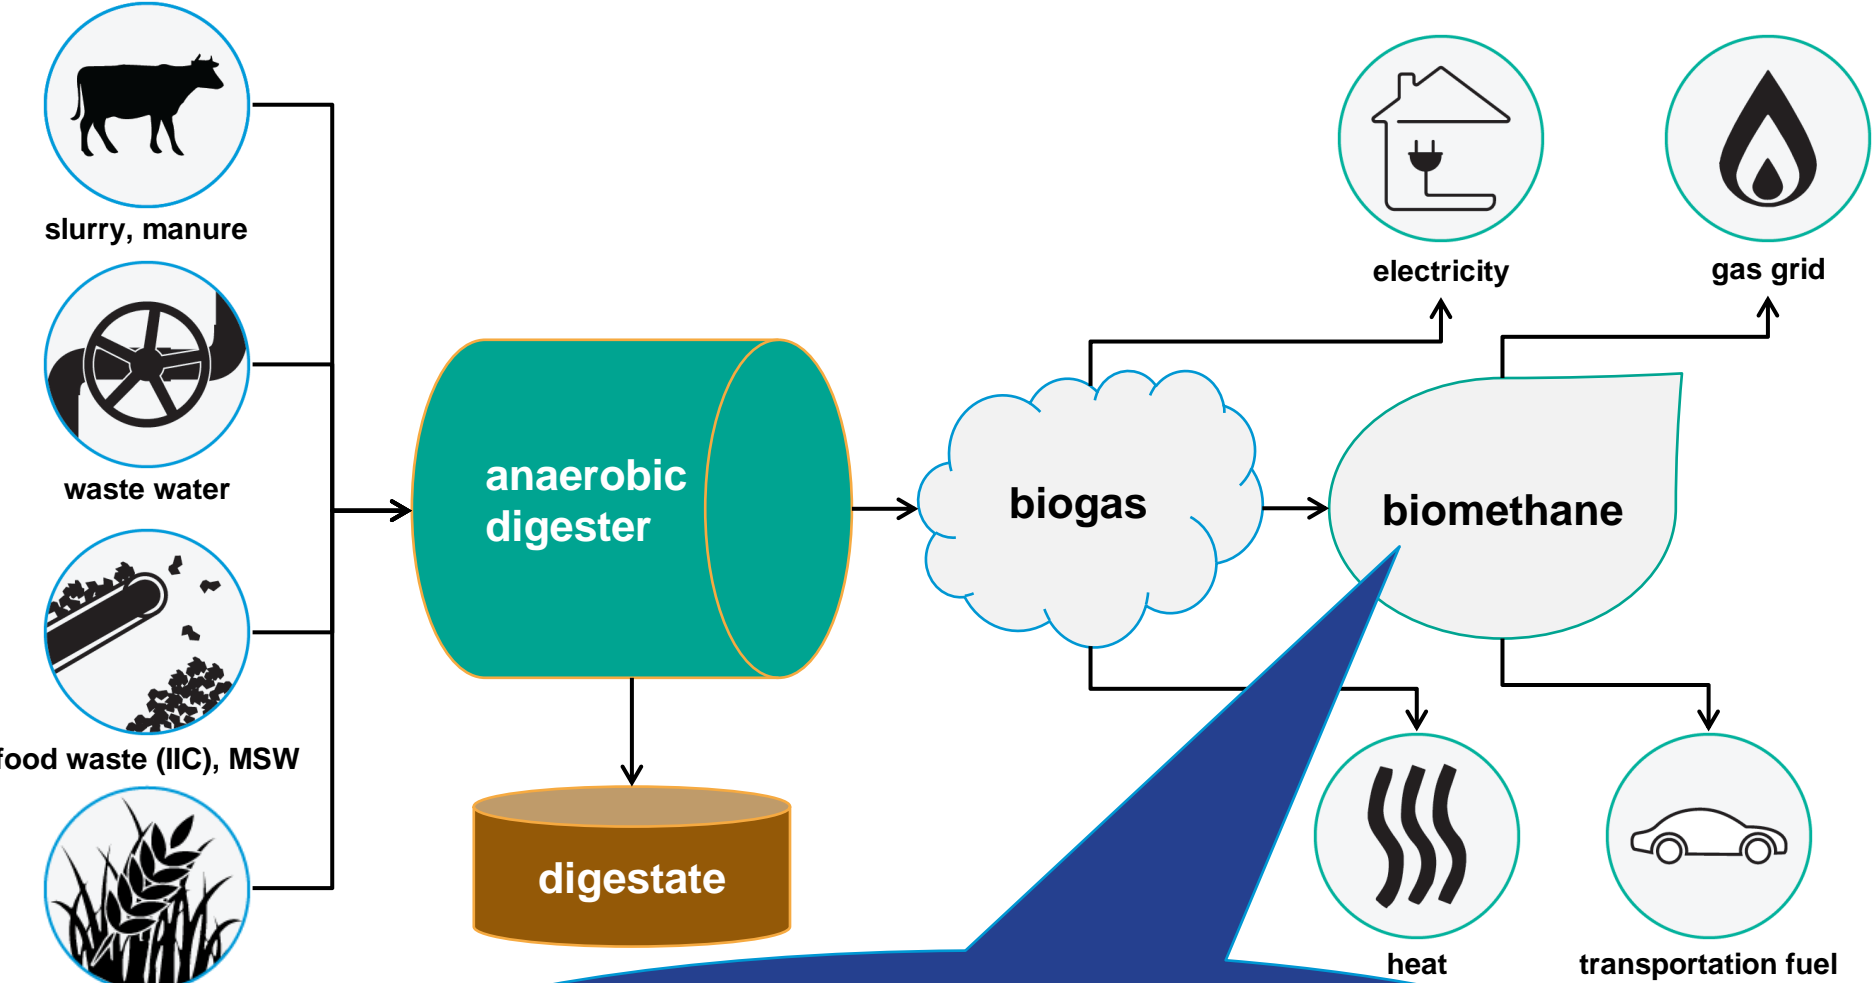 slurry, manure
waste water
food waste (IIC), MSW
anaerobic
digester
digestate
biogas
biomethane
electricity
gas grid
heat
transportation fuel